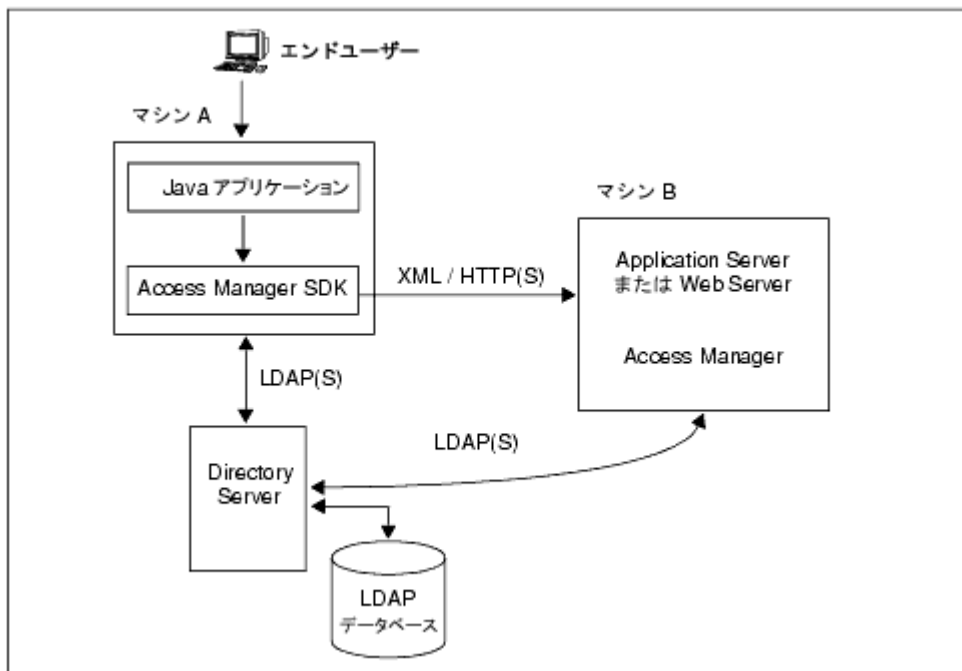 エンドユーザー
マシン A
Java アプリケーション
Access Manager SDK
XML / HTTP(S)
マシン B
Application Server
または Web Server
Access Manager
LDAP(S)
LDAP(S)
Directory
Server
LDAP
データベース